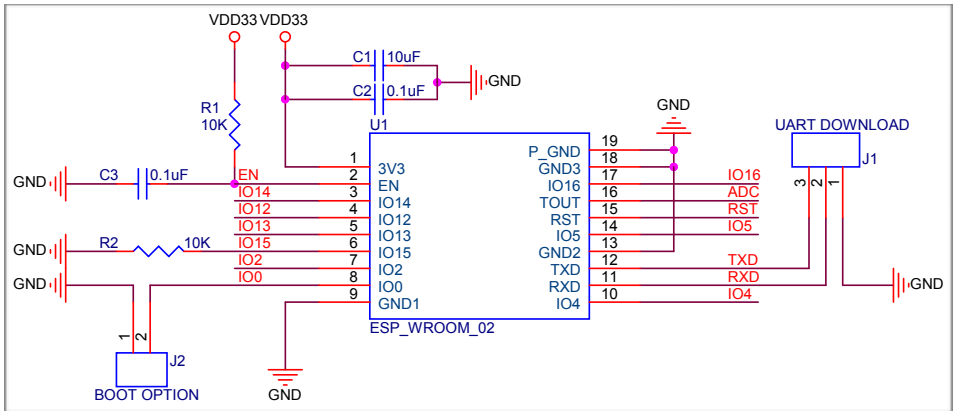 VDD33 VDD33
C1 10uF
GND
C2 0.1uF
R1
10K
U1
GND
UART DOWNLOAD
J1
3 2 1
GND C3 0.1uF
1 3V3
EN 2 EN
IO14 3 IO14
IO12 4 IO12
IO13 5 IO13
GND R2 10K IO15 6 IO15
IO2 7 IO2
GND IO0 8 IO0
9 GND1
P_GND 19
GND3 18
IO16 17 IO16
TOUT 16 ADC
RST 15 RST
IO5 14 IO5
GND2 13
TXD 12 TXD
RXD 11 RXD
IO4 10 IO4
GND
ESP_WROOM_02
1 2
J2
BOOT OPTION
GND